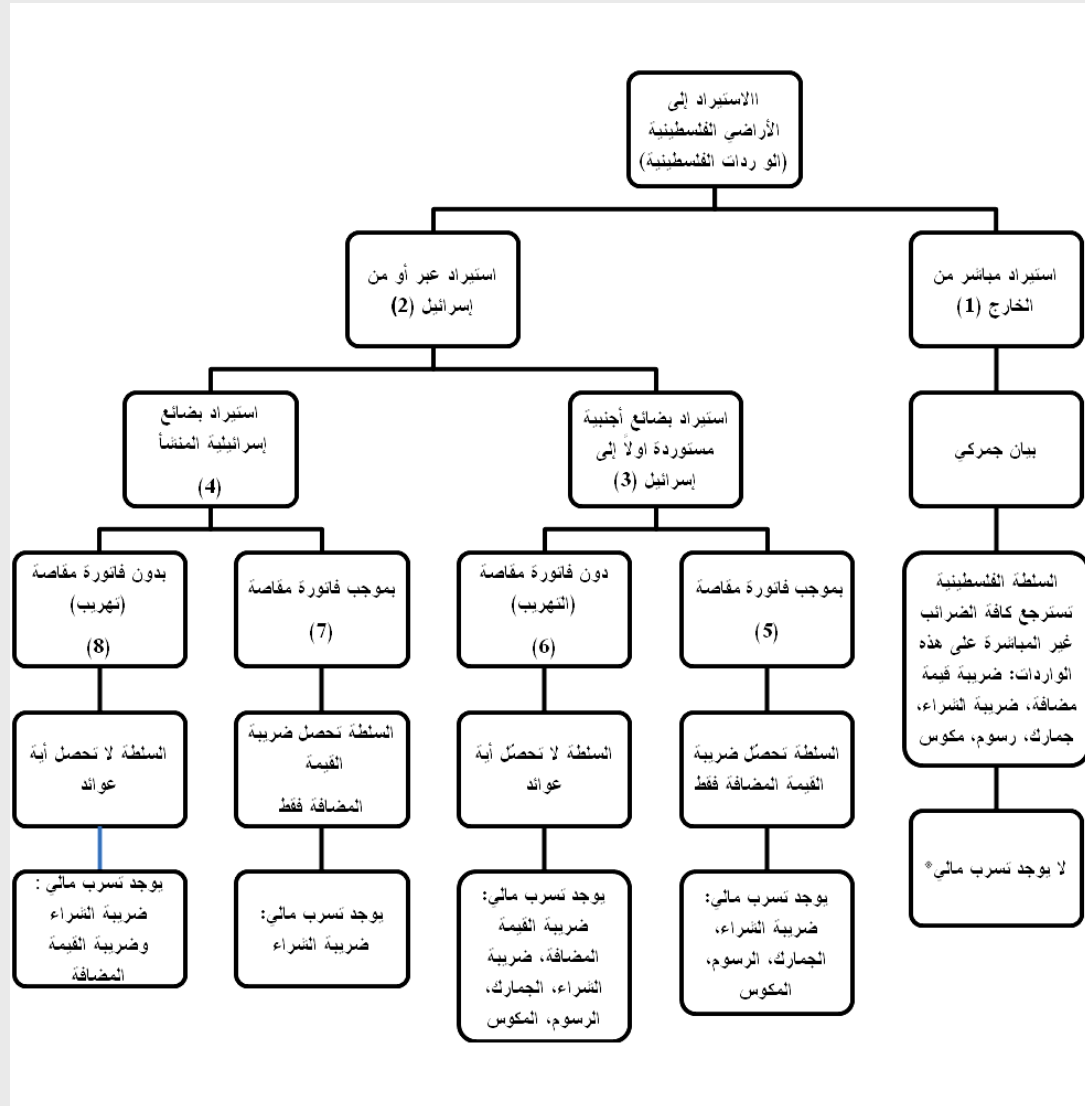 االاستيراد إلى
الأراضي الفلسطينية
(الو ردات الفلسطينية)
استيراد مباشر من
الخارج (1)
استيراد عبر أو من
إسرائيل (2)
بيان جمركي
استيراد بضائع أجنبية
مستوردة اولاً إلى
إسرائيل (3)
استيراد بضائع
إسرائيلية المنشأ
(4)
السلطة الفلسطينية
تسترجع كافة الضرائب
غير المباشرة على هذه
الواردات: ضريبة قيمة
مضافة، ضريبة الشراء،
جمارك، رسوم، مكوس
بموجب فاتورة مقاصة
(5)
دون فاتورة مقاصة
(التهريب)
(6)
بموجب فاتورة مقاصة
(7)
بدون فاتورة مقاصة
(تهريب)
(8)
السلطة تحصّل ضريبة
القيمة المضافة فقط
السلطة لا تحصّل أية
عوائد
السلطة تحصل ضريبة
القيمة
المضافة فقط
السلطة لا تحصل أية
عوائد
لا يوجد تسرب مالي*
يوجد تسرب مالي:
ضريبة الشراء،
الجمارك، الرسوم،
المكوس
يوجد تسرب مالي:
ضريبة القيمة
المضافة، ضريبة
الشراء، الجمارك،
الرسوم، المكوس
يوجد تسرب مالي:
ضريبة الشراء
يوجد تسرب مالي :
ضريبة الشراء
وضريبة القيمة
المضافة